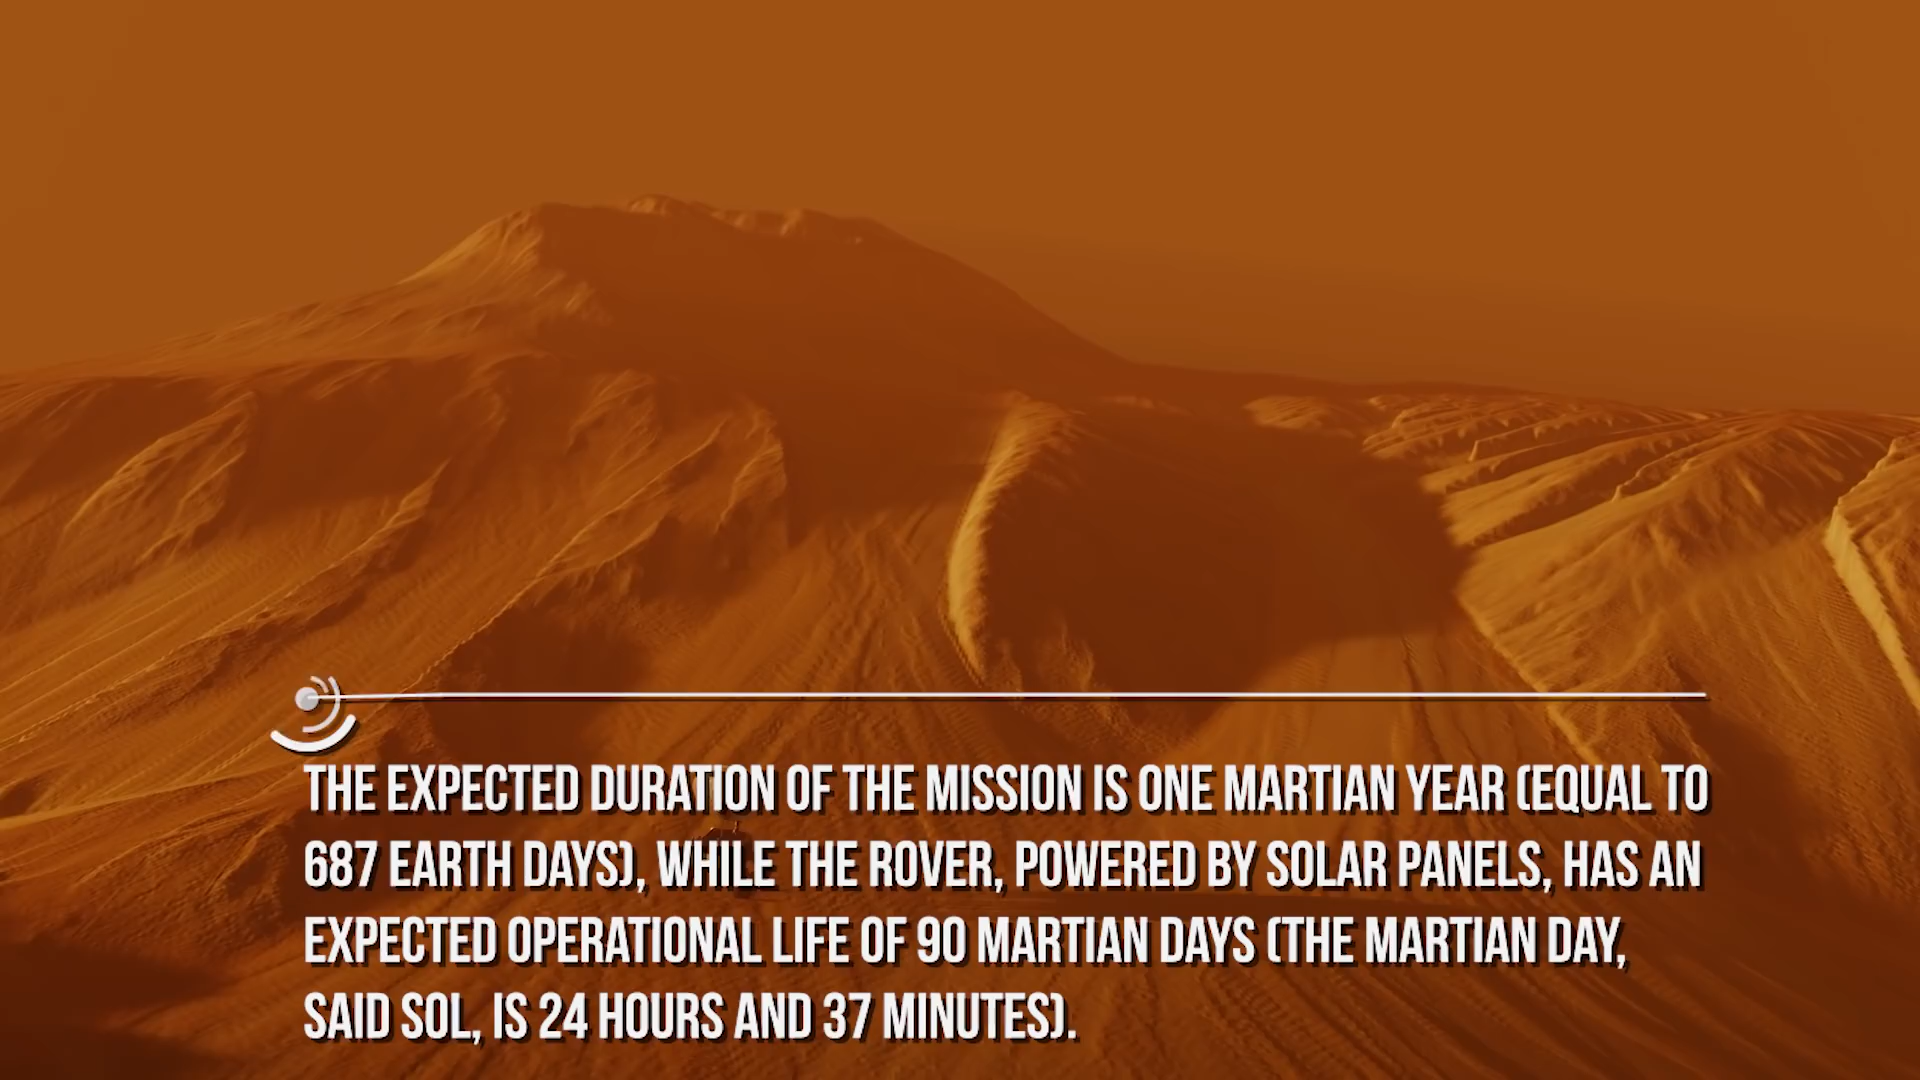 THE EXPECTED DURATION OF THE MISSION IS ONE MARTIAN YEAR (EQUAL TO
687 EARTH DAYS), WHILE THE ROVER, POWERED BY SOLAR PANELS, HAS AN
EXPECTED OPERATIONAL LIFE OF 90 MARTIAN DAYS (THE MARTIAN DAY,
SAID SOL, IS 24 HOURS AND 37 MINUTES).